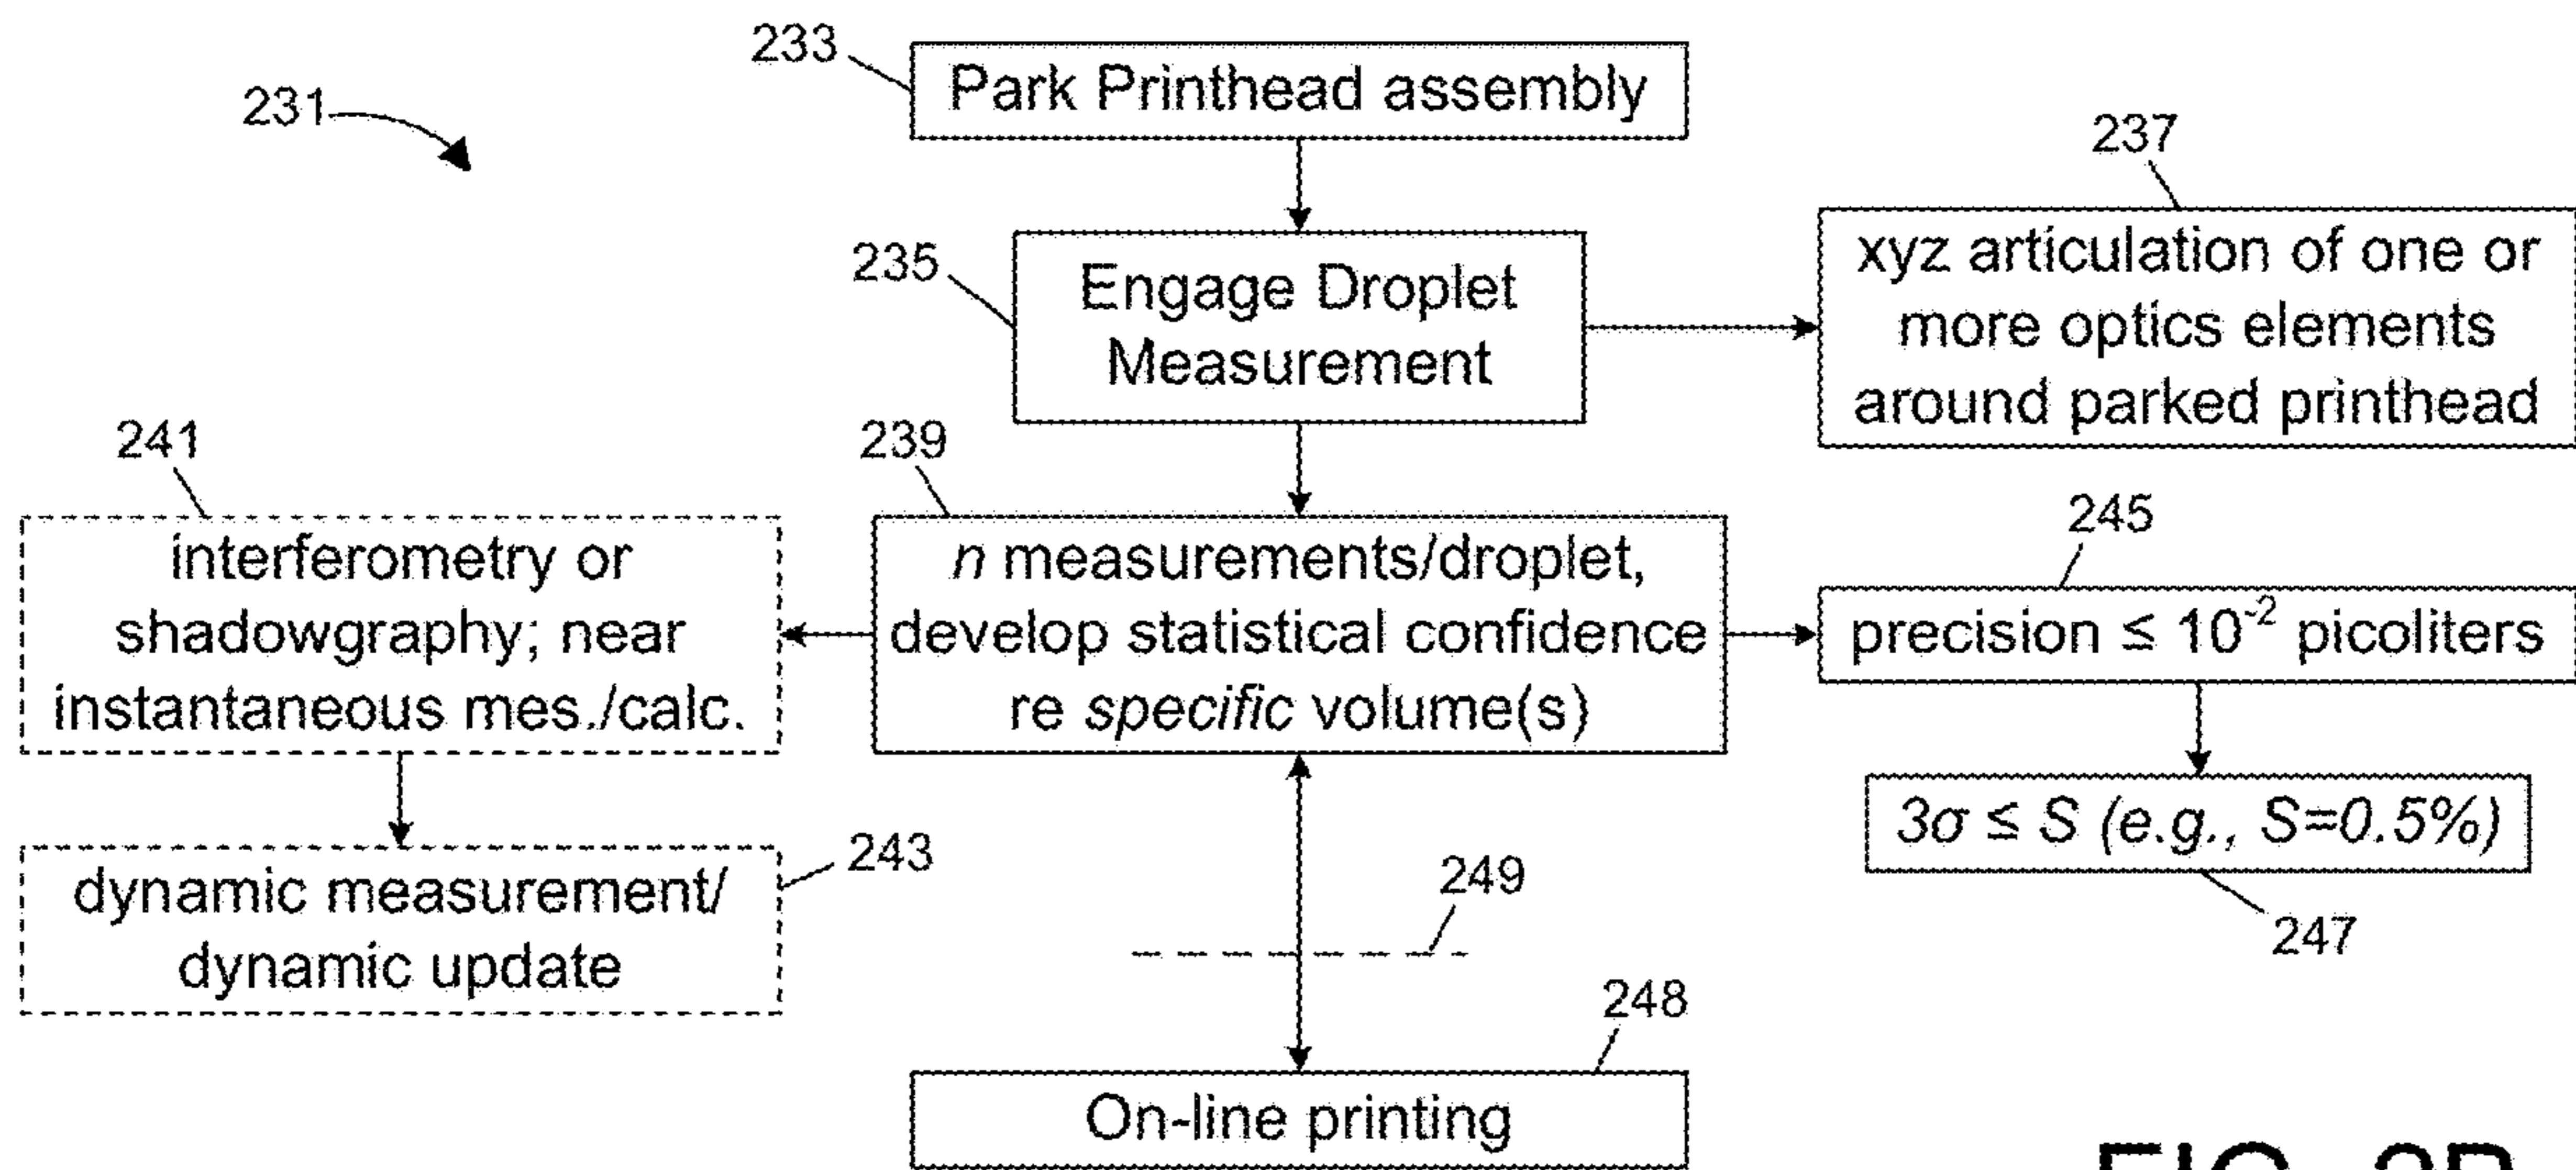 233
Park Printhead assembly
231
237
235
Engage Droplet
Measurement
xyz articulation of one or
more optics elements
around parked printhead
241
239
245
interferometry or
shadowgraphy; near
instantaneous mes./calc.
n measurements/droplet,
develop statistical confidence
re specific volume(s)
precision ≤ 10⁻² picoliters
3σ ≤ S (e.g., S=0.5%)
247
243
dynamic measurement/
dynamic update
249
248
On-line printing